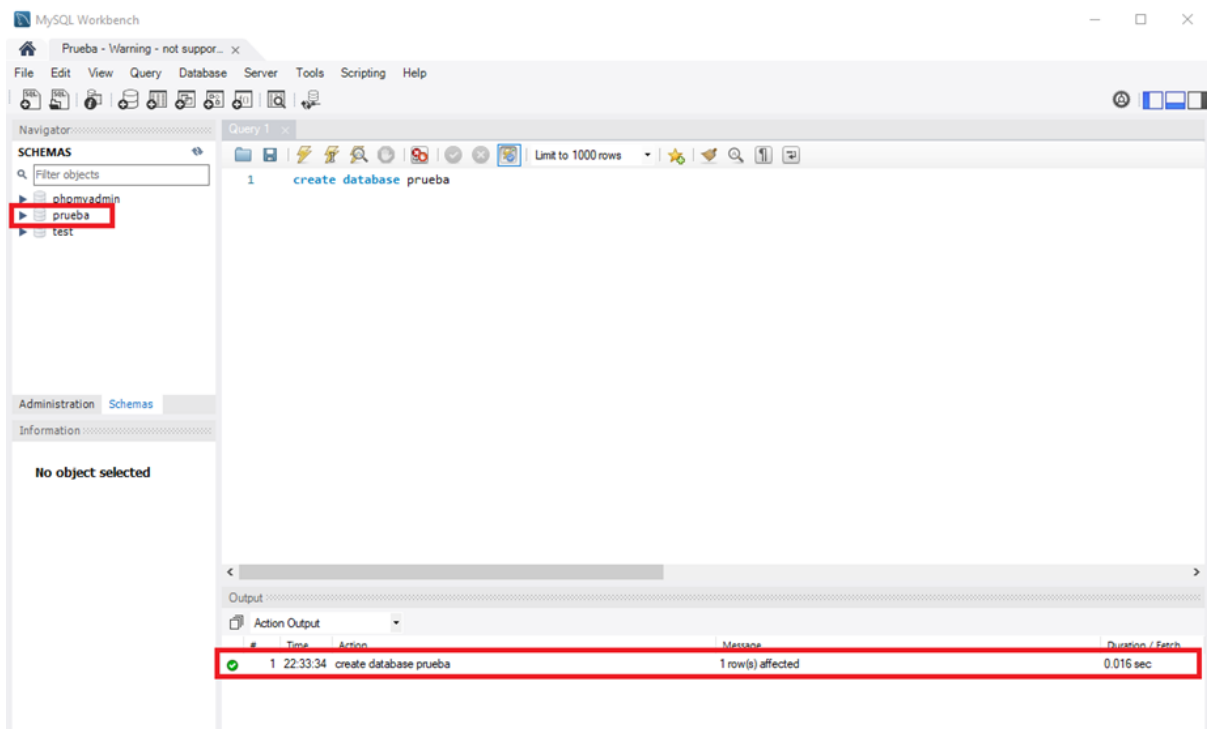 MySQL Workbench
Prueba - Warning - not suppor...
File Edit View Query Database Server Tools Scripting Help
Navigator
Query 1
SCHEMAS
Limit to 1000 rows
Filter objects
1 create database prueba
phpmyadmin
prueba
test
Administration Schemas
Information
No object selected
Output
Action Output
# Time Action Message Duration / Fetch
1 22:33:34 create database prueba 1 row(s) affected 0.016 sec